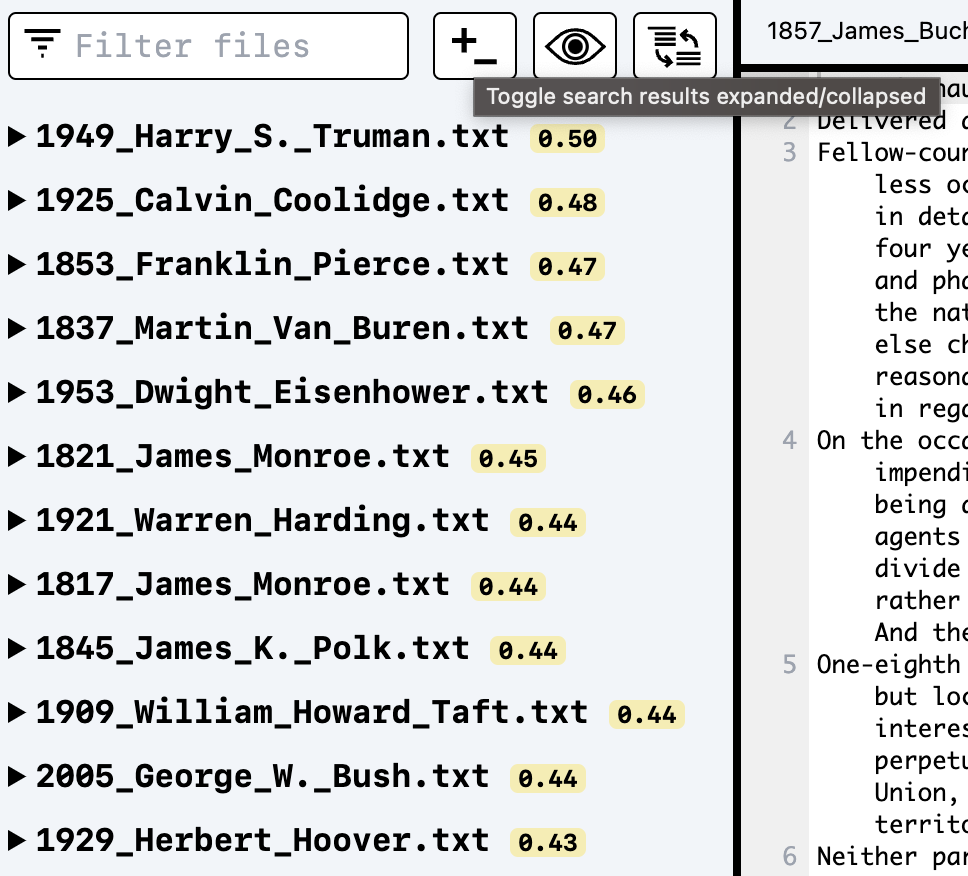 Filter files
1857_James_Buch
Toggle search results expanded/collapsed
1949_Harry_S._Truman.txt 0.50
1925_Calvin_Coolidge.txt 0.48
1853_Franklin_Pierce.txt 0.47
1837_Martin_Van_Buren.txt 0.47
1953_Dwight_Eisenhower.txt 0.46
1821_James_Monroe.txt 0.45
1921_Warren_Harding.txt 0.44
1817_James_Monroe.txt 0.44
1845_James_K._Polk.txt 0.44
1909_William_Howard_Taft.txt 0.44
2005_George_W._Bush.txt 0.44
1929_Herbert_Hoover.txt 0.43
2 Delivered
3 Fellow-cour
less oc
in deta
four ye
and pho
the nat
else ch
reasona
in rega
4 On the occa
impendi
being
agents
divide
rather
And the
5 One-eighth
but loc
interes
perpetu
Union,
territo
6 Neither par